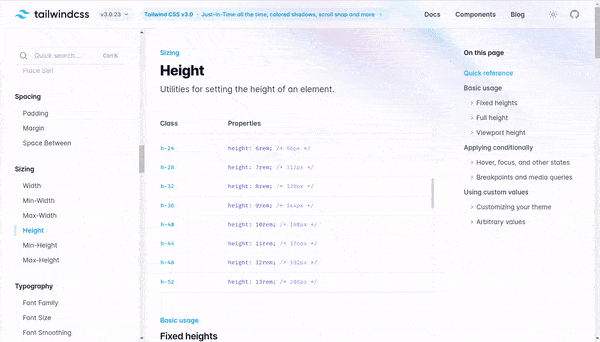 tailwindcss
v3.0.23
Tailwind CSS v3.0 · Just-in-Time all the time, colored shadows, scroll snap and more
Docs Components Blog
Quick search... Ctrl K
Place Self
Spacing
Padding
Margin
Space Between
Sizing
Width
Min-Width
Max-Width
Height
Min-Height
Max-Height
Typography
Font Family
Font Size
Font Smoothing
Sizing
Height
Utilities for setting the height of an element.
Class Properties
h-24 height: 6rem; /* 96px */
h-28 height: 7rem; /* 112px */
h-32 height: 8rem; /* 128px */
h-36 height: 9rem; /* 144px */
h-40 height: 10rem; /* 160px */
h-44 height: 11rem; /* 176px */
h-48 height: 12rem; /* 192px */
h-52 height: 13rem; /* 208px */
Basic usage
Fixed heights
On this page
Quick reference
Basic usage
Fixed heights
Full height
Viewport height
Applying conditionally
Hover, focus, and other states
Breakpoints and media queries
Using custom values
Customizing your theme
Arbitrary values